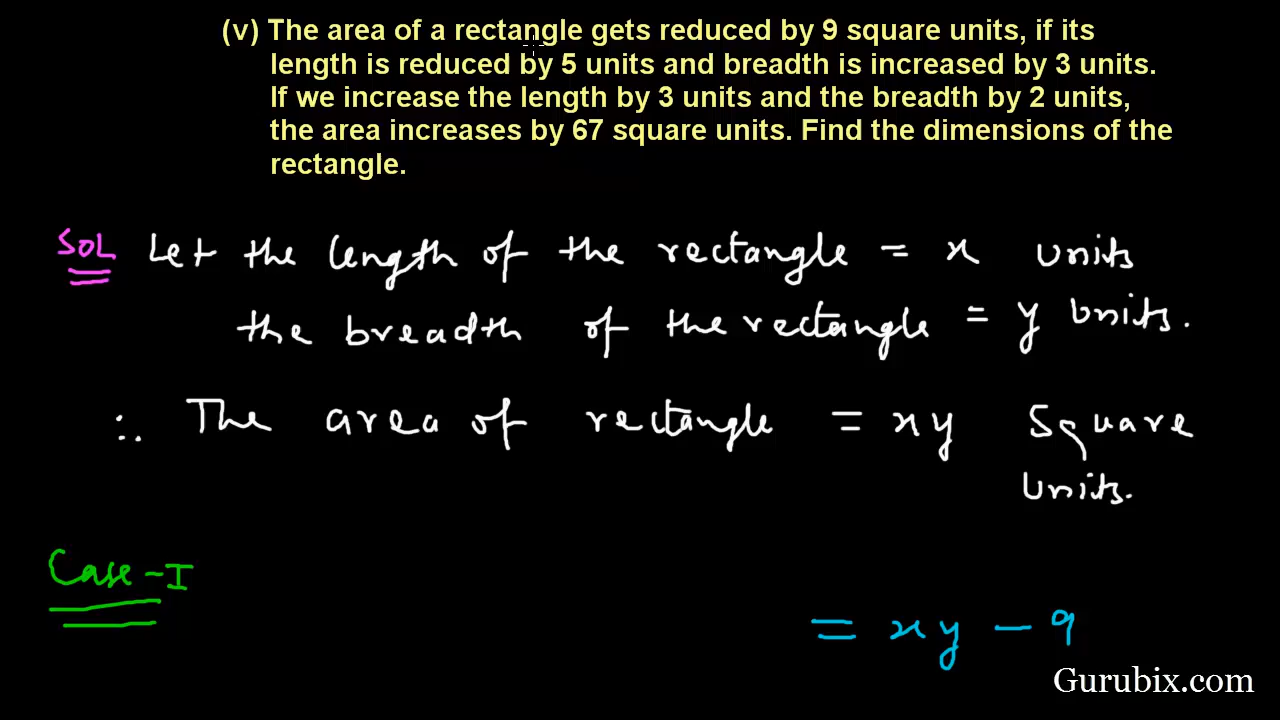 (v) The area of a rectangle gets reduced by 9 square units, if its
length is reduced by 5 units and breadth is increased by 3 units.
If we increase the length by 3 units and the breadth by 2 units,
the area increases by 67 square units. Find the dimensions of the
rectangle.
SOL Let the length of the rectangle = x units
the breadth of the rectangle = y units.
∴ The area of rectangle = xy square
units.
Case-I
= xy - 9
Gurubix.com